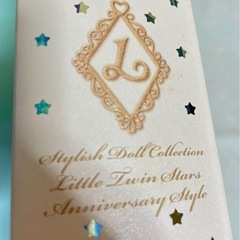 L
Stylish Doll Collection
Little Twin Stars
Anniversary Style